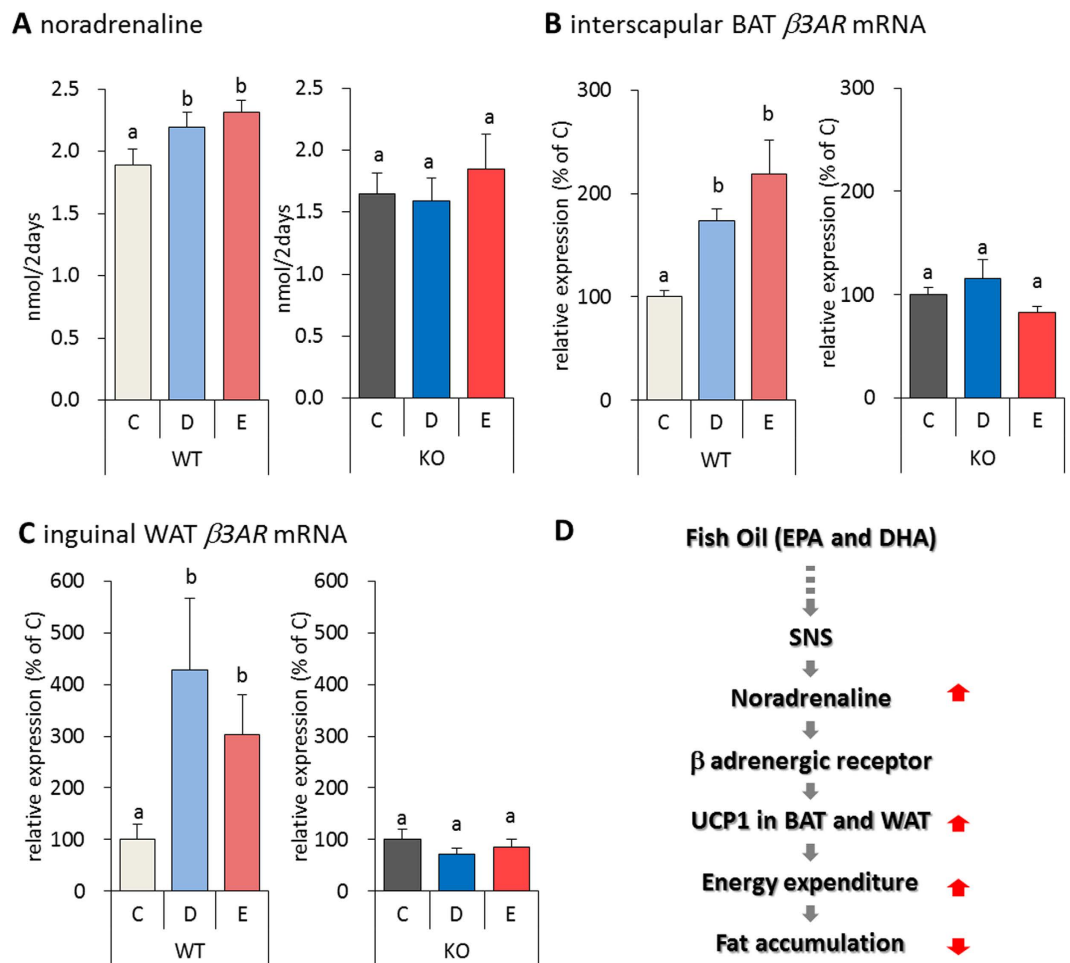 A noradrenaline
2.5
2.0
1.5
1.0
0.5
0.0
nmol/2days
a
b
b
C D E
WT
2.5
2.0
1.5
1.0
0.5
0.0
nmol/2days
a
a
a
C D E
KO
B interscapular BAT β3AR mRNA
300
200
100
0
relative expression (% of C)
a
b
b
C D E
WT
300
200
100
0
relative expression (% of C)
a
a
a
C D E
KO
C inguinal WAT β3AR mRNA
600
500
400
300
200
100
0
relative expression (% of C)
a
b
b
C D E
WT
600
500
400
300
200
100
0
relative expression (% of C)
a
a
a
C D E
KO
D
Fish Oil (EPA and DHA)
SNS
Noradrenaline
β adrenergic receptor
UCP1 in BAT and WAT
Energy expenditure
Fat accumulation